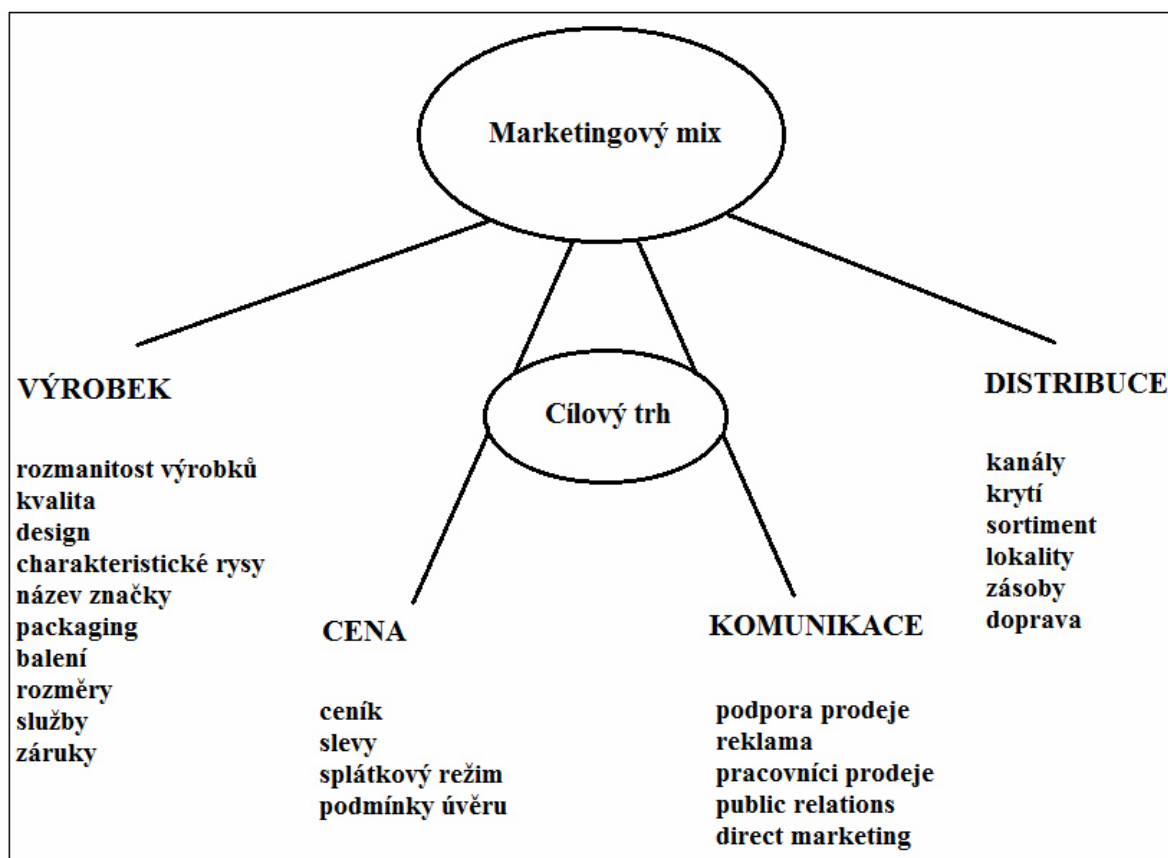 Marketingový mix
Cílový trh
VÝROBEK
rozmanitost výrobků
kvalita
design
charakteristické rysy
název značky
packaging
balení
rozměry
služby
záruky
CENA
ceník
slevy
splátkový režim
podmínky úvěru
KOMUNIKACE
podpora prodeje
reklama
pracovníci prodeje
public relations
direct marketing
DISTRIBUCE
kanály
krytí
sortiment
lokality
zásoby
doprava